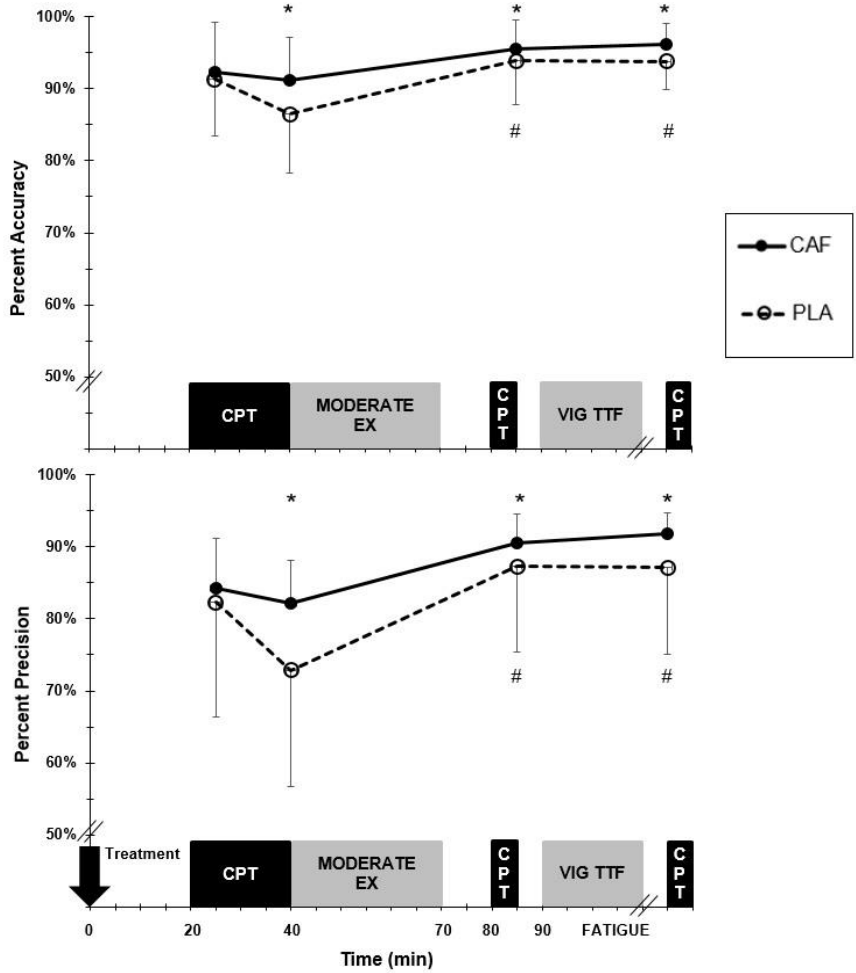 100%
*
*
*
90%
#
#
80%
70%
60%
50%
Percent Accuracy
CAF
PLA
CPT
MODERATE
EX
C
P
T
VIG TTF
C
P
T
100%
*
*
*
90%
80%
70%
#
#
60%
50%
Percent Precision
Treatment
CPT
MODERATE
EX
C
P
T
VIG TTF
C
P
T
0 20 40 70 80 90 FATIGUE
Time (min)